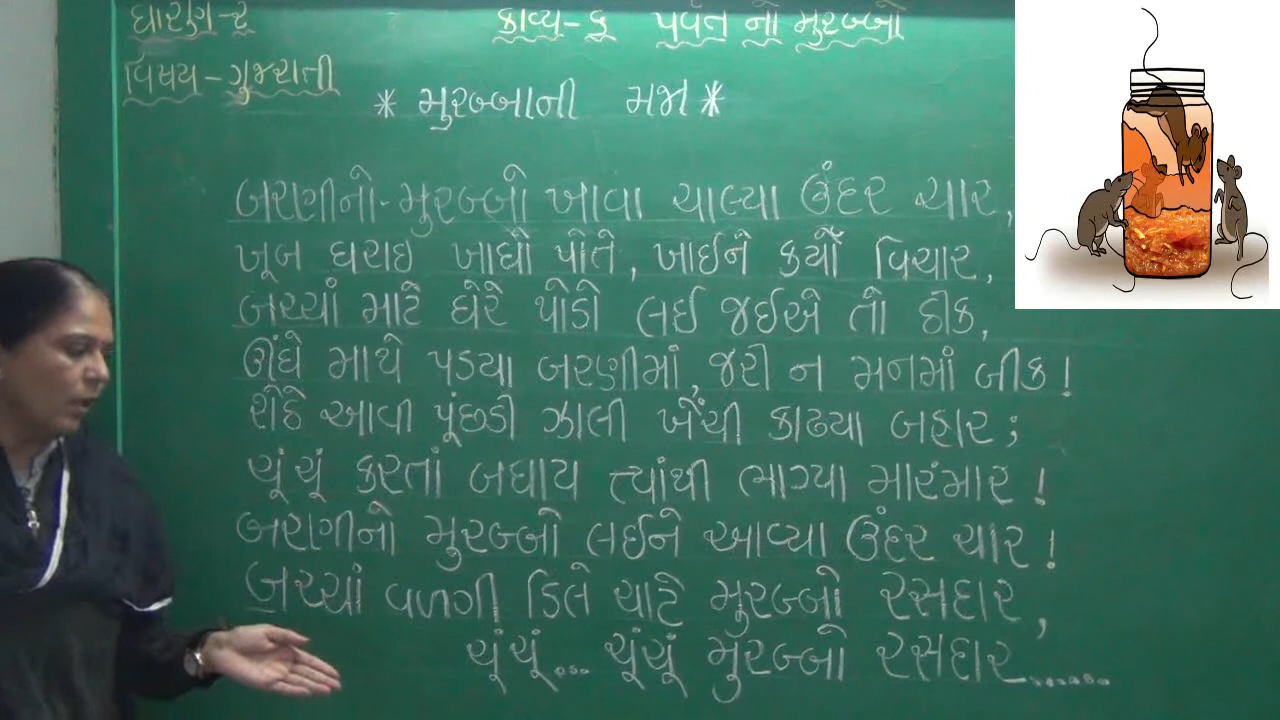 ધોરણ-૨
કાવ્ય-૬ પર્વત નો મુરબ્બો
વિષય - ગુજરાતી
* મુરબ્બાની મજા *
બરણીનો-મુરબ્બો ખાવા ચાલ્યા ઉંદર ચાર,
ખૂબ ધરાઇ ખાધો પોતે, ખાઈને કર્યો વિચાર,
બચ્ચાં માટે ઘેરે થોડો લઈ જઈએ તો ઠીક,
ઊંધે માથે પડયા બરણીમાં, જરી ન મનમાં બીક!
શેઠે આવી પૂંછડી ઝાલી ખેંચી કાઢયા બહાર;
ચૂં ચૂં કરતાં બધાય ત્યાંથી ભાગ્યા મારંમાર!
બરણીનો મુરબ્બો લઈને આવ્યા ઉંદર ચાર!
બચ્ચાં વળગી ડિલે ચાટે મુરબ્બો રસદાર,
ચૂંચૂં... ચૂંચૂં મુરબ્બો રસદાર......